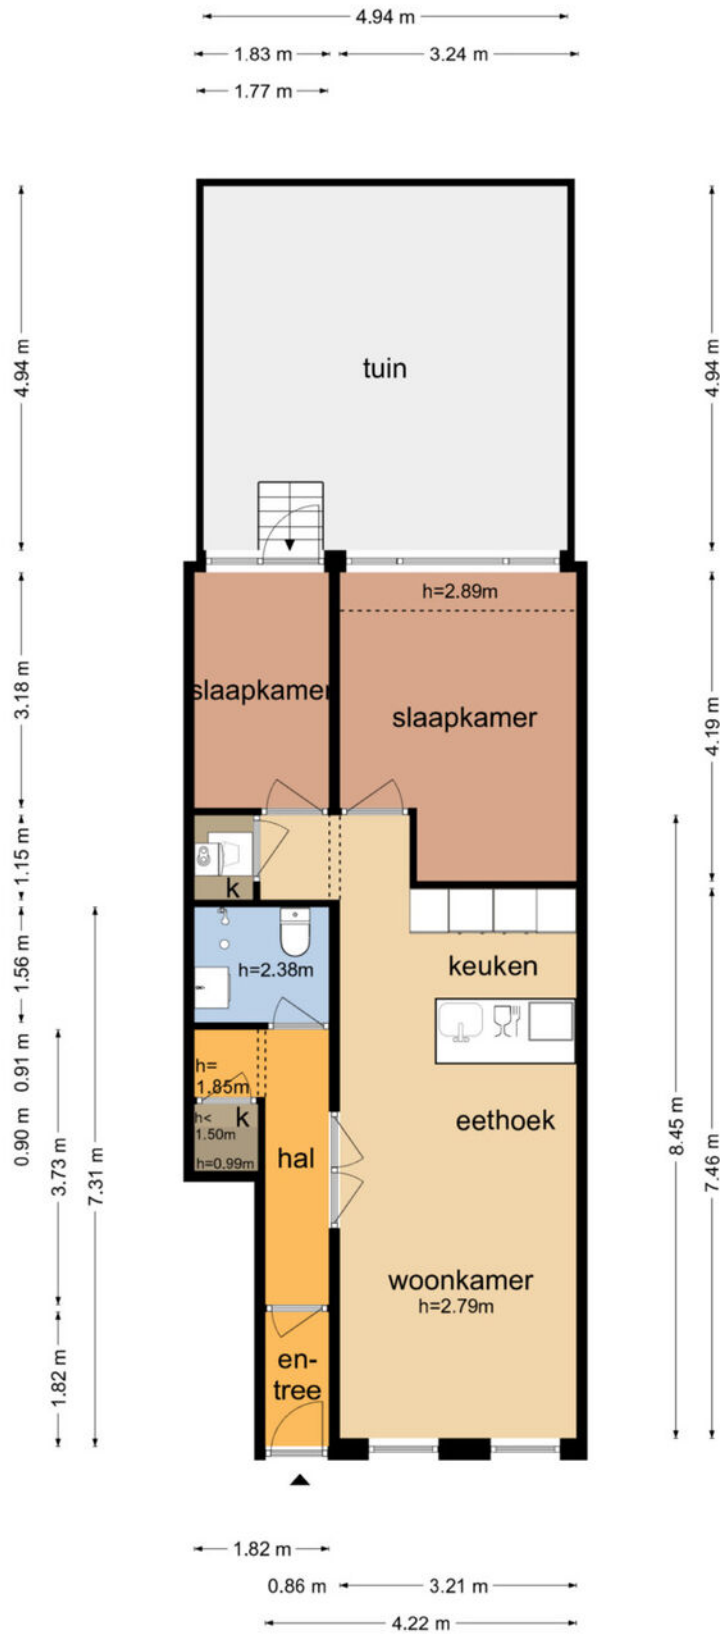 4.94 m
1.83 m
3.24 m
1.77 m
4.94 m
4.94 m
tuin
h=2.89m
3.18 m
slaapkamer
slaapkamer
4.19 m
1.15 m
k
1.56 m
h=2.38m
keuken
0.91 m
h=
1.85m
0.90 m
k
h<
1.50m
h=0.99m
eethoek
hal
3.73 m
7.31 m
8.45 m
7.46 m
woonkamer
h=2.79m
en-
tree
1.82 m
1.82 m
0.86 m
3.21 m
4.22 m